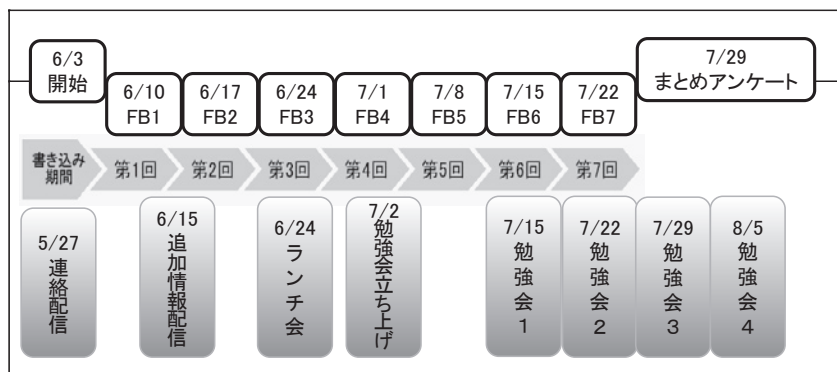 6/3
開始
6/10
FB1
6/17
FB2
6/24
FB3
7/1
FB4
7/8
FB5
7/15
FB6
7/22
FB7
7/29
まとめアンケート
書き込み
期間
第1回
第2回
第3回
第4回
第5回
第6回
第7回
5/27
連絡配信
6/15
追加情報配信
6/24
ランチ会
7/2
勉強会立ち上げ
7/15
勉強会1
7/22
勉強会2
7/29
勉強会3
8/5
勉強会4